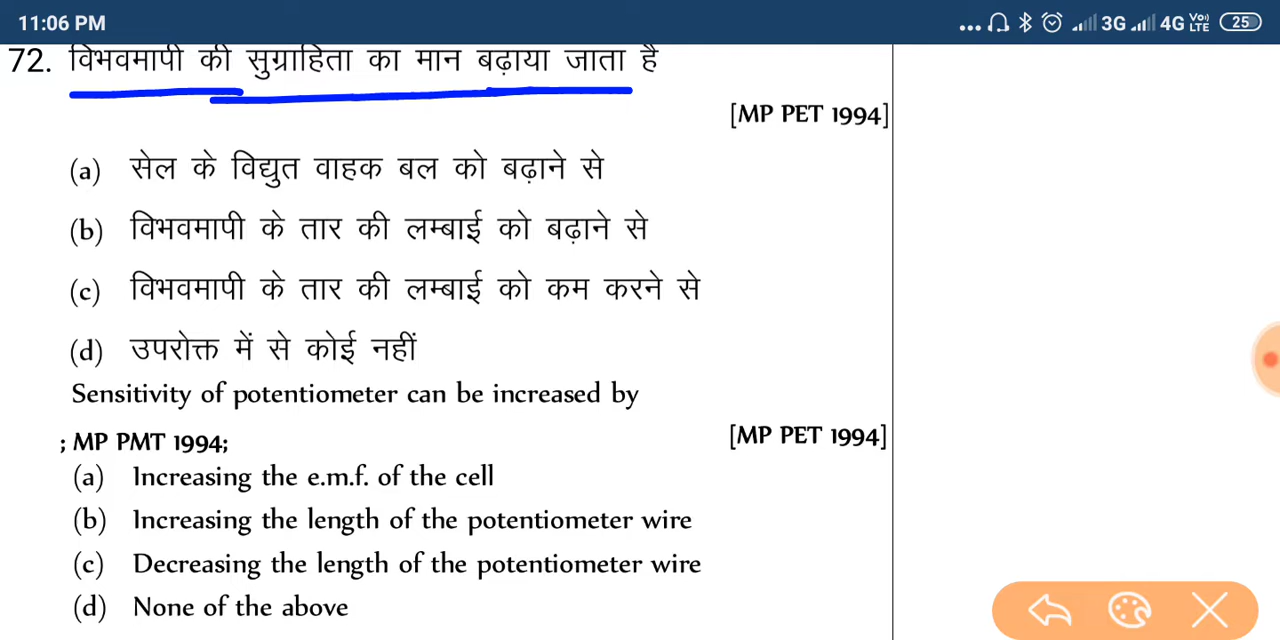 11:06 PM ... 3G 4G Vo) LTE 25
72. विभवमापी की सुग्राहिता का मान बढ़ाया जाता है
[MP PET 1994]
(a) सेल के विद्युत वाहक बल को बढ़ाने से
(b) विभवमापी के तार की लम्बाई को बढ़ाने से
(c) विभवमापी के तार की लम्बाई को कम करने से
(d) उपरोक्त में से कोई नहीं
Sensitivity of potentiometer can be increased by
[MP PET 1994]
; MP PMT 1994;
(a) Increasing the e.m.f. of the cell
(b) Increasing the length of the potentiometer wire
(c) Decreasing the length of the potentiometer wire
(d) None of the above